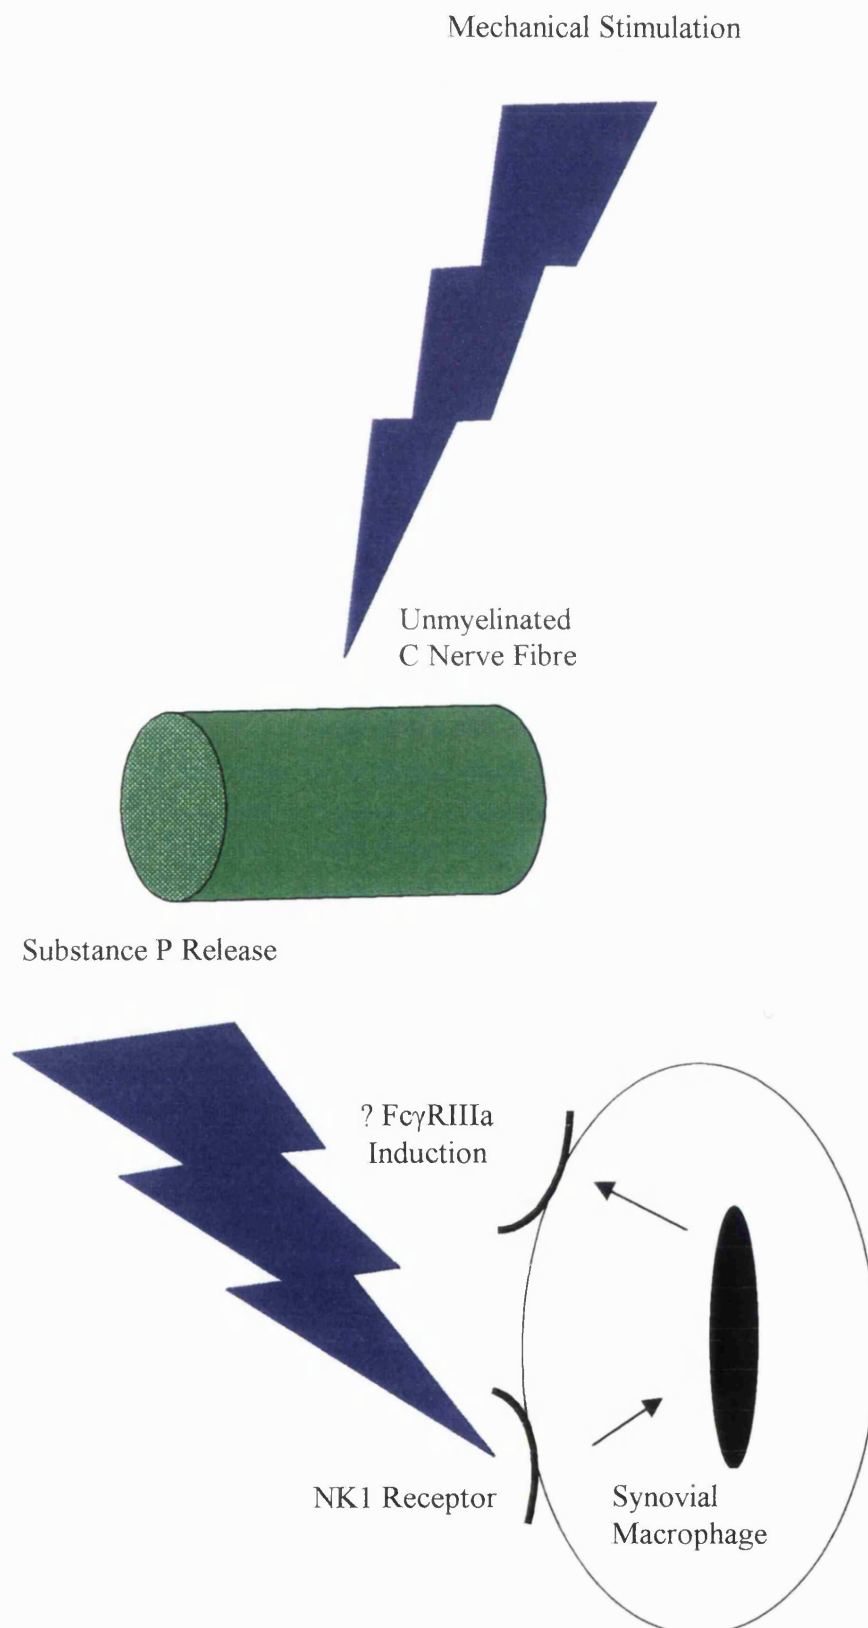 Mechanical Stimulation
Unmyelinated
C Nerve Fibre
Substance P Release
? FcγRIIIa
Induction
NK1 Receptor
Synovial
Macrophage